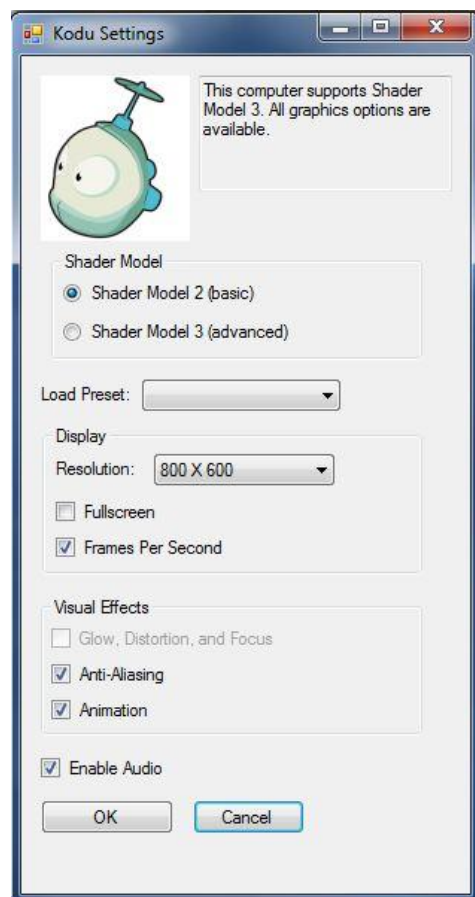 Kodu Settings
This computer supports Shader
Model 3. All graphics options are
available.
Shader Model
Shader Model 2 (basic)
Shader Model 3 (advanced)
Load Preset:
Display
Resolution: 800 X 600
Fullscreen
Frames Per Second
Visual Effects
Glow, Distortion, and Focus
Anti-Aliasing
Animation
Enable Audio
OK Cancel